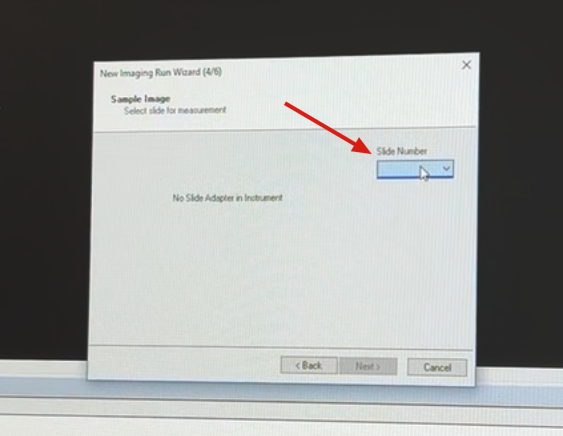 New Imaging Run Wizard (4/6)
Sample Image
Select slide for measurement
Slide Number
No Slide Adapter in Instrument
< Back
Next >
Cancel